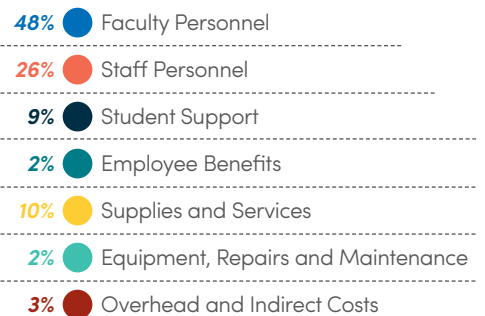 48% Faculty Personnel
26% Staff Personnel
9% Student Support
2% Employee Benefits
10% Supplies and Services
2% Equipment, Repairs and Maintenance
3% Overhead and Indirect Costs